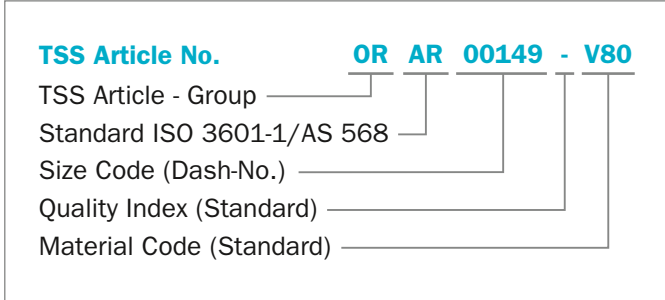 TSS Article No. OR AR 00149 - V80
TSS Article - Group
Standard ISO 3601-1/AS 568
Size Code (Dash-No.)
Quality Index (Standard)
Material Code (Standard)